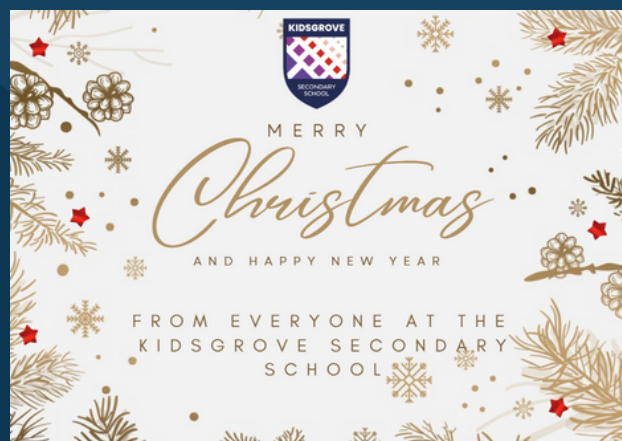 KIDSGROVE
SECONDARY
SCHOOL
MERRY
Christmas
AND HAPPY NEW YEAR
FROM EVERYONE AT THE
KIDSGROVE SECONDARY
SCHOOL